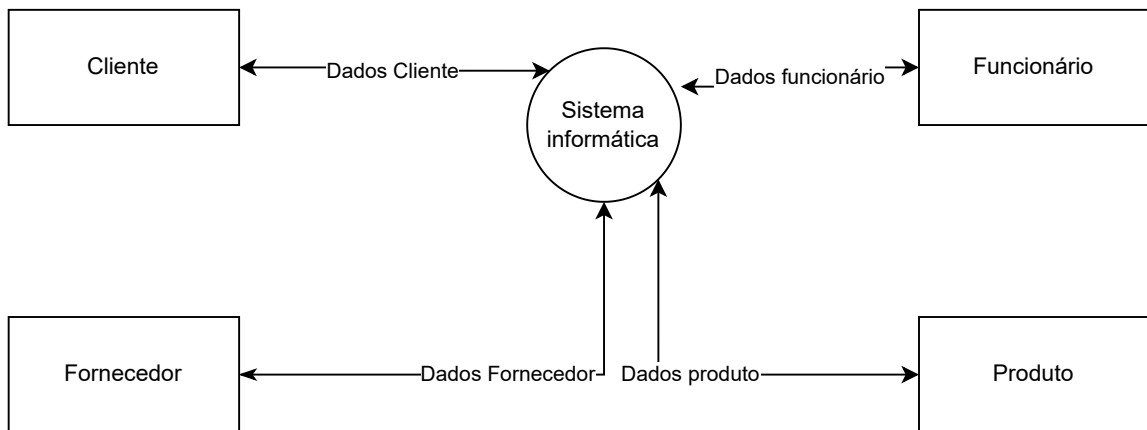 Cliente
Dados Cliente
Sistema
informática
Dados funcionário
Funcionário
Fornecedor
Dados Fornecedor
Dados produto
Produto